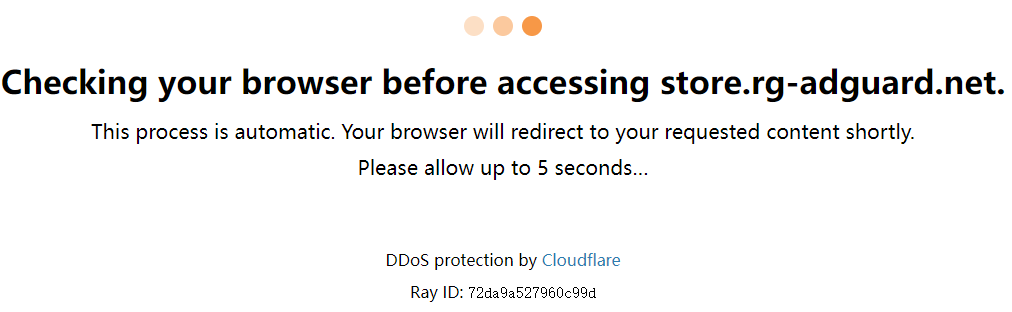 Checking your browser before accessing store.rg-adguard.net.
This process is automatic. Your browser will redirect to your requested content shortly.
Please allow up to 5 seconds...
DDoS protection by Cloudflare
Ray ID: 72da9a527960c99d